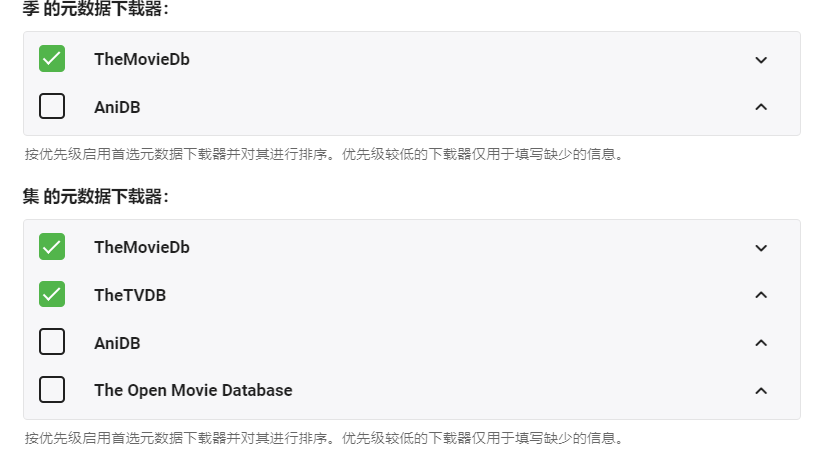 季 的元数据下载器：
TheMovieDb
AniDB
按优先级启用首选元数据下载器并对其进行排序。优先级较低的下载器仅用于填写缺少的信息。
集 的元数据下载器：
TheMovieDb
TheTVDB
AniDB
The Open Movie Database
按优先级启用首选元数据下载器并对其进行排序。优先级较低的下载器仅用于填写缺少的信息。